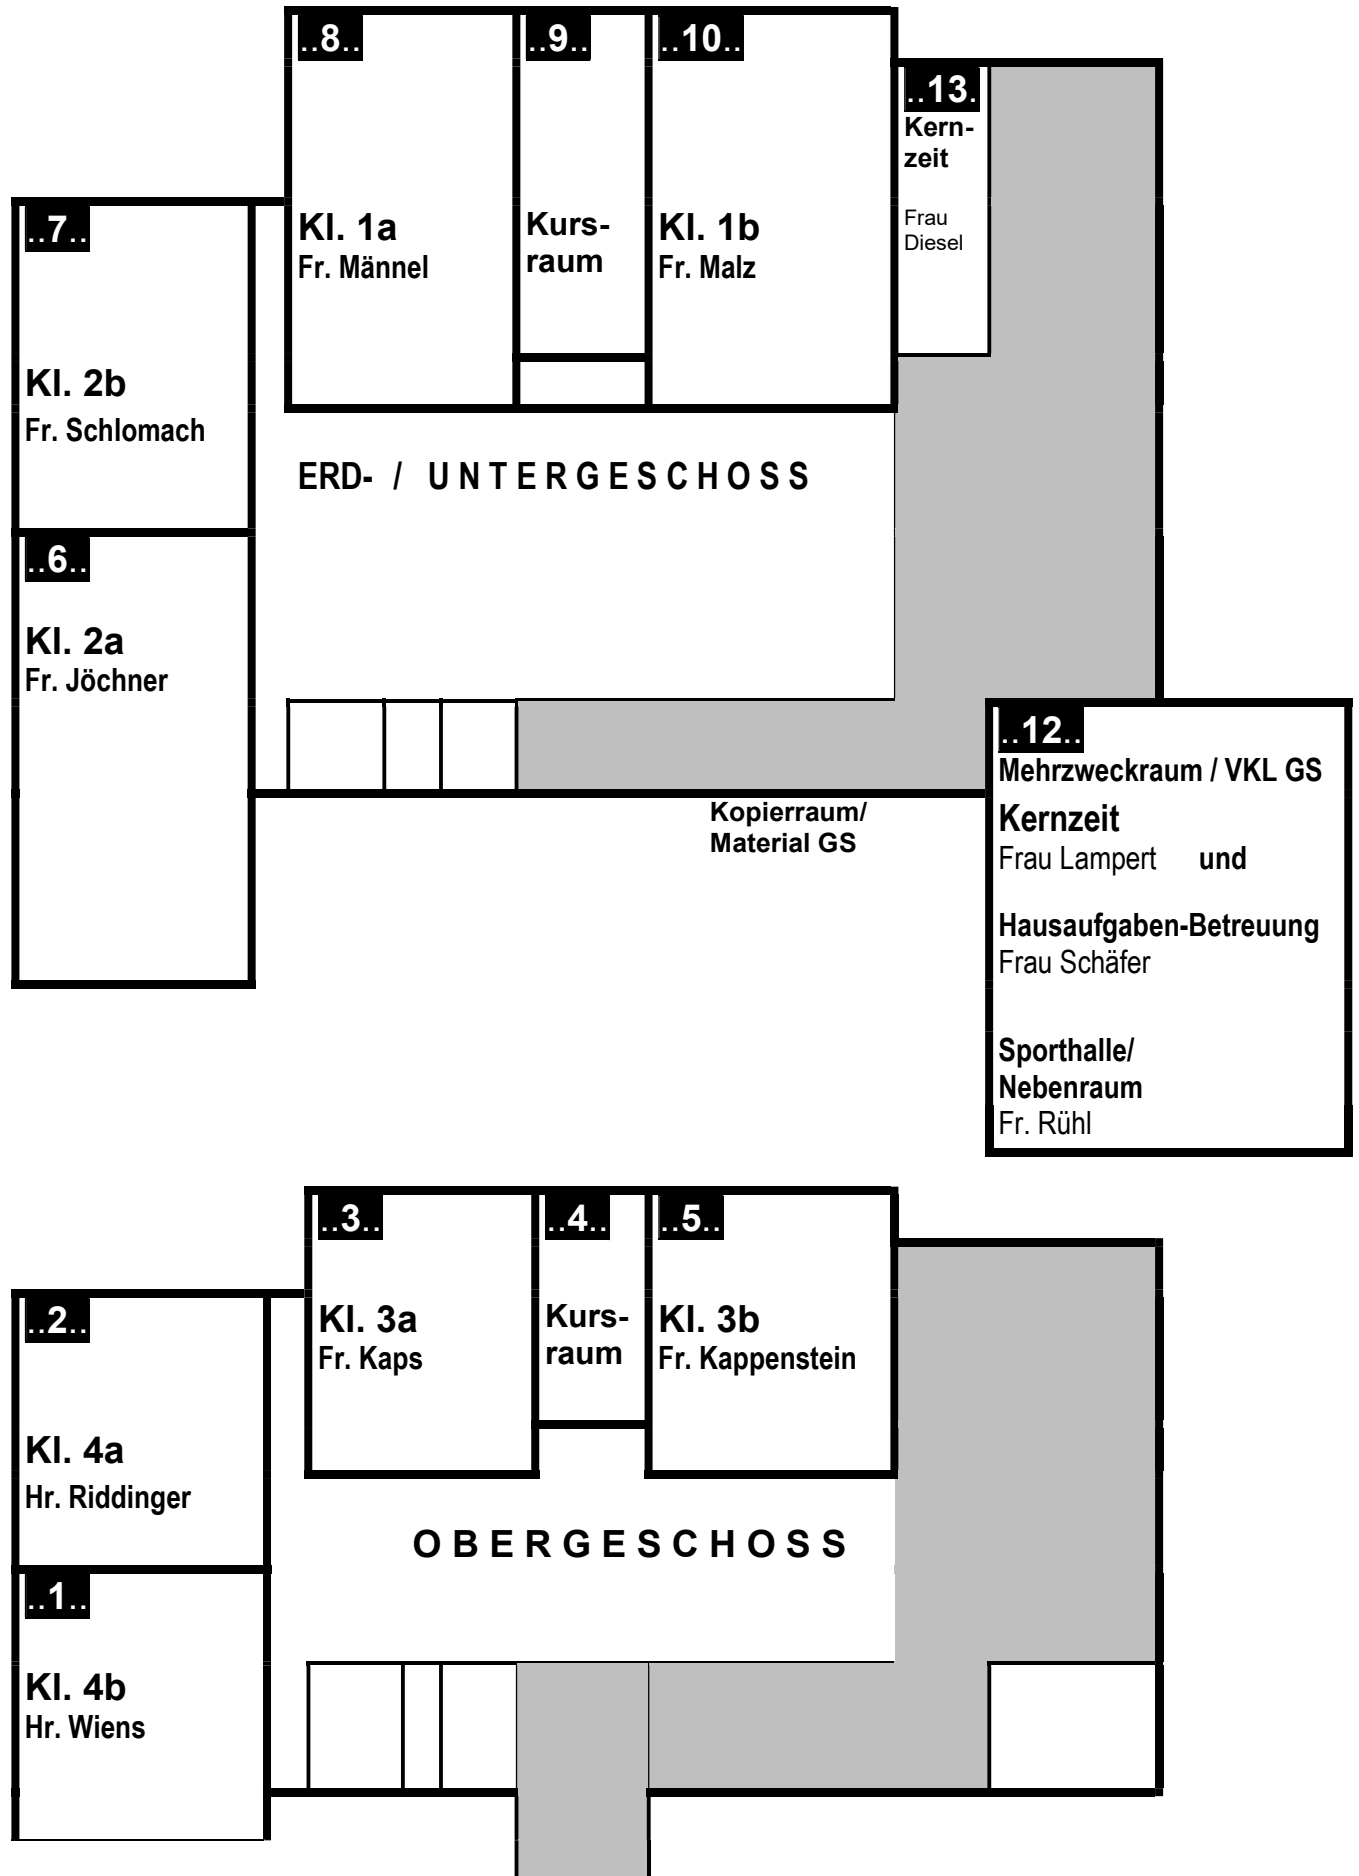 ..8..
..9..
..10..
..13.
Kern-
zeit
Frau
Diesel
..7..
Kl. 1a
Fr. Männel
Kurs-
raum
Kl. 1b
Fr. Malz
Kl. 2b
Fr. Schlomach
ERD- / UNTERGESCHOSS
..6..
Kl. 2a
Fr. Jöchner
..12..
Mehrzweckraum / VKL GS
Kernzeit
Frau Lampert und
Hausaufgaben-Betreuung
Frau Schäfer
Sporthalle/
Nebenraum
Fr. Rühl
Kopierraum/
Material GS
..3..
..4..
..5..
..2..
Kl. 3a
Fr. Kaps
Kurs-
raum
Kl. 3b
Fr. Kappenstein
Kl. 4a
Hr. Riddinger
OBERGESCHOSS
..1..
Kl. 4b
Hr. Wiens